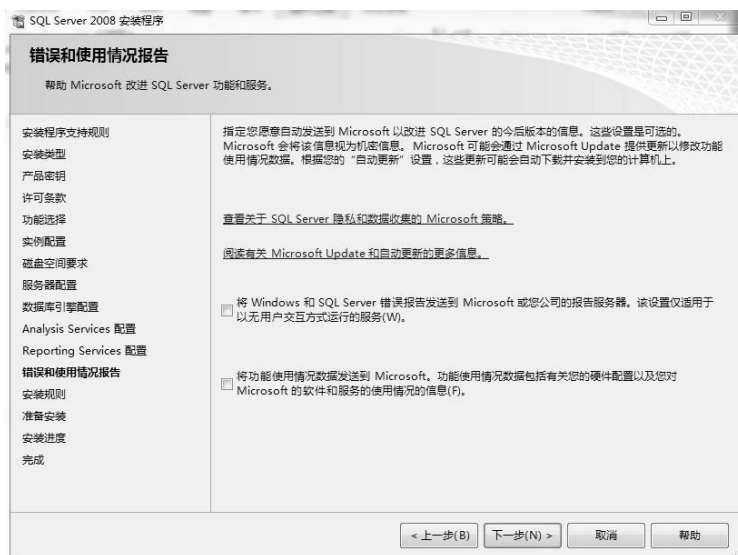 SQL Server 2008 安装程序
错误和使用情况报告
帮助 Microsoft 改进 SQL Server 功能和服务。
安装程序支持规则
安装类型
产品密钥
许可条款
功能选择
实例配置
磁盘空间要求
服务器配置
数据库引擎配置
Analysis Services 配置
Reporting Services 配置
错误和使用情况报告
安装规则
准备安装
安装进度
完成
指定您愿意自动发送到 Microsoft 以改进 SQL Server 的今后版本的信息。这些设置是可选的。
Microsoft 会将该信息视为机密信息。 Microsoft 可能会通过 Microsoft Update 提供更新以修改功能
使用情况数据。根据您的“自动更新”设置，这些更新可能会自动下载并安装到您的计算机上。
查看关于 SQL Server 隐私和数据收集的 Microsoft 策略。
阅读有关 Microsoft Update 和自动更新的更多信息。
将 Windows 和 SQL Server 错误报告发送到 Microsoft 或您公司的报告服务器。该设置仅适用于
以无用户交互方式运行的服务(W)。
将功能使用情况数据发送到 Microsoft。功能使用情况数据包括有关您的硬件配置以及您对
Microsoft 的软件和服务的使用情况的信息(F)。
< 上一步(B)
下一步(N) >
取消
帮助